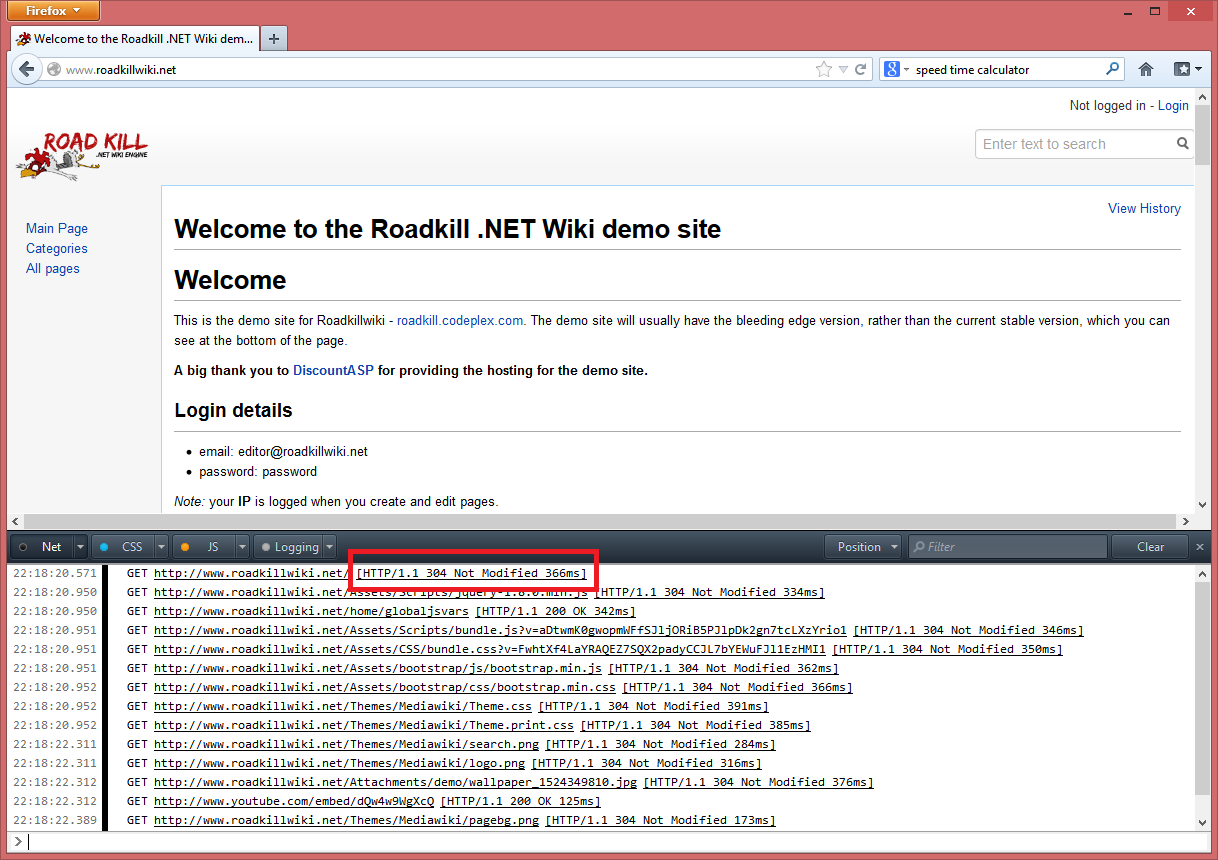 Firefox
Welcome to the Roadkill .NET Wiki dem...
www.roadkillwiki.net
8
speed time calculator
Not logged in - Login
ROAD KILL
.NET WIKI ENGINE
Enter text to search
View History
Main Page
Categories
All pages
Welcome to the Roadkill .NET Wiki demo site
Welcome
This is the demo site for Roadkillwiki - roadkill.codeplex.com. The demo site will usually have the bleeding edge version, rather than the current stable version, which you can
see at the bottom of the page.
A big thank you to DiscountASP for providing the hosting for the demo site.
Login details
email: editor@roadkillwiki.net
password: password
Note: your IP is logged when you create and edit pages.
Net CSS JS Logging Position Filter Clear
22:18:20.571 GET http://www.roadkillwiki.net/ [HTTP/1.1 304 Not Modified 366ms]
22:18:20.950 GET http://www.roadkillwiki.net/Assets/Scripts/jquery-1.8.0.min.js [HTTP/1.1 304 Not Modified 334ms]
22:18:20.950 GET http://www.roadkillwiki.net/home/globaljsvars [HTTP/1.1 200 OK 342ms]
22:18:20.951 GET http://www.roadkillwiki.net/Assets/Scripts/bundle.js?v=aDtwmK0gwopmWFfSJljORiB5PJlpDk2gn7tcLXzYrio1 [HTTP/1.1 304 Not Modified 346ms]
22:18:20.951 GET http://www.roadkillwiki.net/Assets/CSS/bundle.css?v=FwhtXf4LaYRAQEZ7SQX2padyCCJL7bYEWuFJl1EzHMI1 [HTTP/1.1 304 Not Modified 350ms]
22:18:20.951 GET http://www.roadkillwiki.net/Assets/bootstrap/js/bootstrap.min.js [HTTP/1.1 304 Not Modified 362ms]
22:18:20.952 GET http://www.roadkillwiki.net/Assets/bootstrap/css/bootstrap.min.css [HTTP/1.1 304 Not Modified 366ms]
22:18:20.952 GET http://www.roadkillwiki.net/Themes/Mediawiki/Theme.css [HTTP/1.1 304 Not Modified 391ms]
22:18:20.952 GET http://www.roadkillwiki.net/Themes/Mediawiki/Theme.print.css [HTTP/1.1 304 Not Modified 385ms]
22:18:22.311 GET http://www.roadkillwiki.net/Themes/Mediawiki/search.png [HTTP/1.1 304 Not Modified 284ms]
22:18:22.311 GET http://www.roadkillwiki.net/Themes/Mediawiki/logo.png [HTTP/1.1 304 Not Modified 316ms]
22:18:22.312 GET http://www.roadkillwiki.net/Attachments/demo/wallpaper_1524349810.jpg [HTTP/1.1 304 Not Modified 376ms]
22:18:22.312 GET http://www.youtube.com/embed/dQw4w9WgXcQ [HTTP/1.1 200 OK 125ms]
22:18:22.389 GET http://www.roadkillwiki.net/Themes/Mediawiki/pagebg.png [HTTP/1.1 304 Not Modified 173ms]